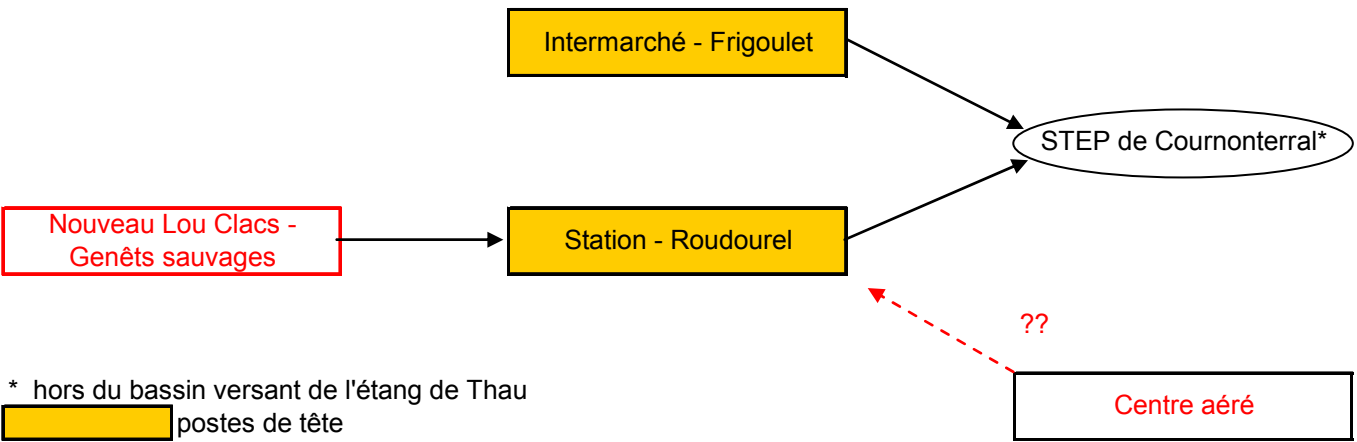 Intermarché - Frigoulet
STEP de Cournonterral*
Nouveau Lou Clacs -
Genêts sauvages
Station - Roudourel
??
Centre aéré
* hors du bassin versant de l'étang de Thau
postes de tête